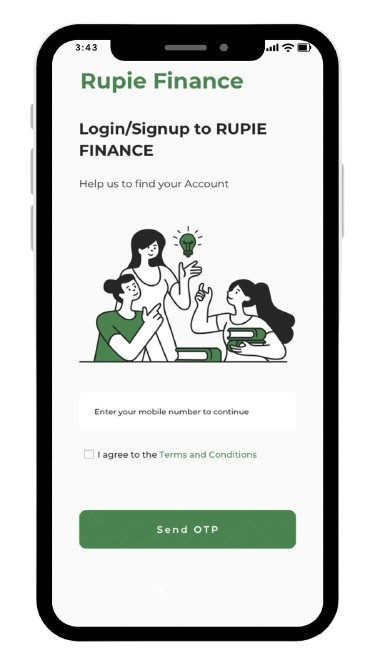 3:43
Rupie Finance
Login/Signup to RUPIE
FINANCE
Help us to find your Account
Enter your mobile number to continue
I agree to the Terms and Conditions
Send OTP